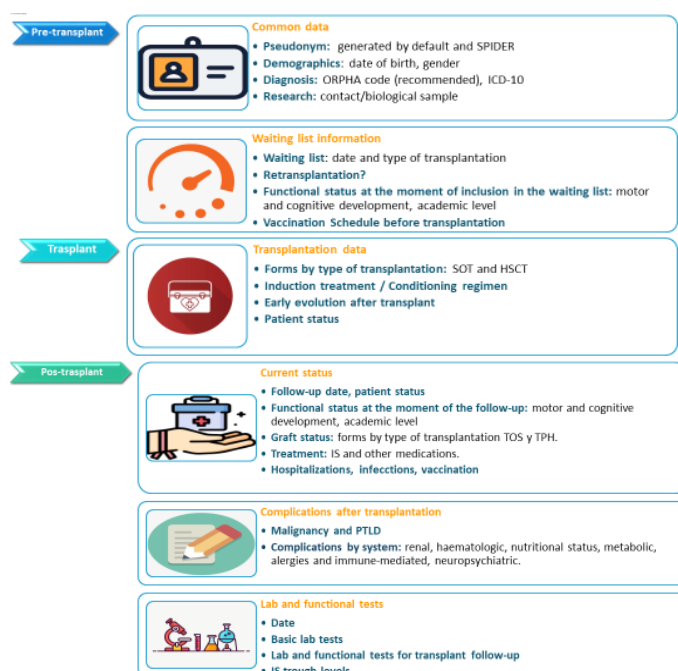 Pre-transplant
Common data
• Pseudonym: generated by default and SPIDER
• Demographics: date of birth, gender
• Diagnosis: ORPHA code (recommended), ICD-10
• Research: contact/biological sample
Waiting list information
• Waiting list: date and type of transplantation
• Retransplantation?
• Functional status at the moment of inclusion in the waiting list: motor
and cognitive development, academic level
• Vaccination Schedule before transplantation
Trasplant
Transplantation data
• Forms by type of transplantation: SOT and HSCT
• Induction treatment / Conditioning regimen
• Early evolution after transplant
• Patient status
Pos-trasplant
Current status
• Follow-up date, patient status
• Functional status at the moment of the follow-up: motor and cognitive
development, academic level
• Graft status: forms by type of transplantation TOS y TPH.
• Treatment: IS and other medications.
• Hospitalizations, infecctions, vaccination
Complications after transplantation
• Malignancy and PTLD
• Complications by system: renal, haematologic, nutritional status, metabolic,
alergies and immune-mediated, neuropsychiatric.
Lab and functional tests
• Date
• Basic lab tests
• Lab and functional tests for transplant follow-up
• IS trough levels